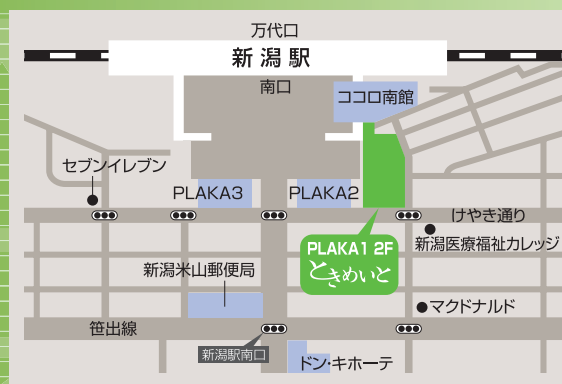 万代口
新潟駅
南口
ココロ南館
セブンイレブン
PLAKA3
PLAKA2
けやき通り
新潟医療福祉カレッジ
PLAKA1 2F
ときめいと
新潟米山郵便局
マクドナルド
笹出線
新潟駅南口
ドン・キホーテ